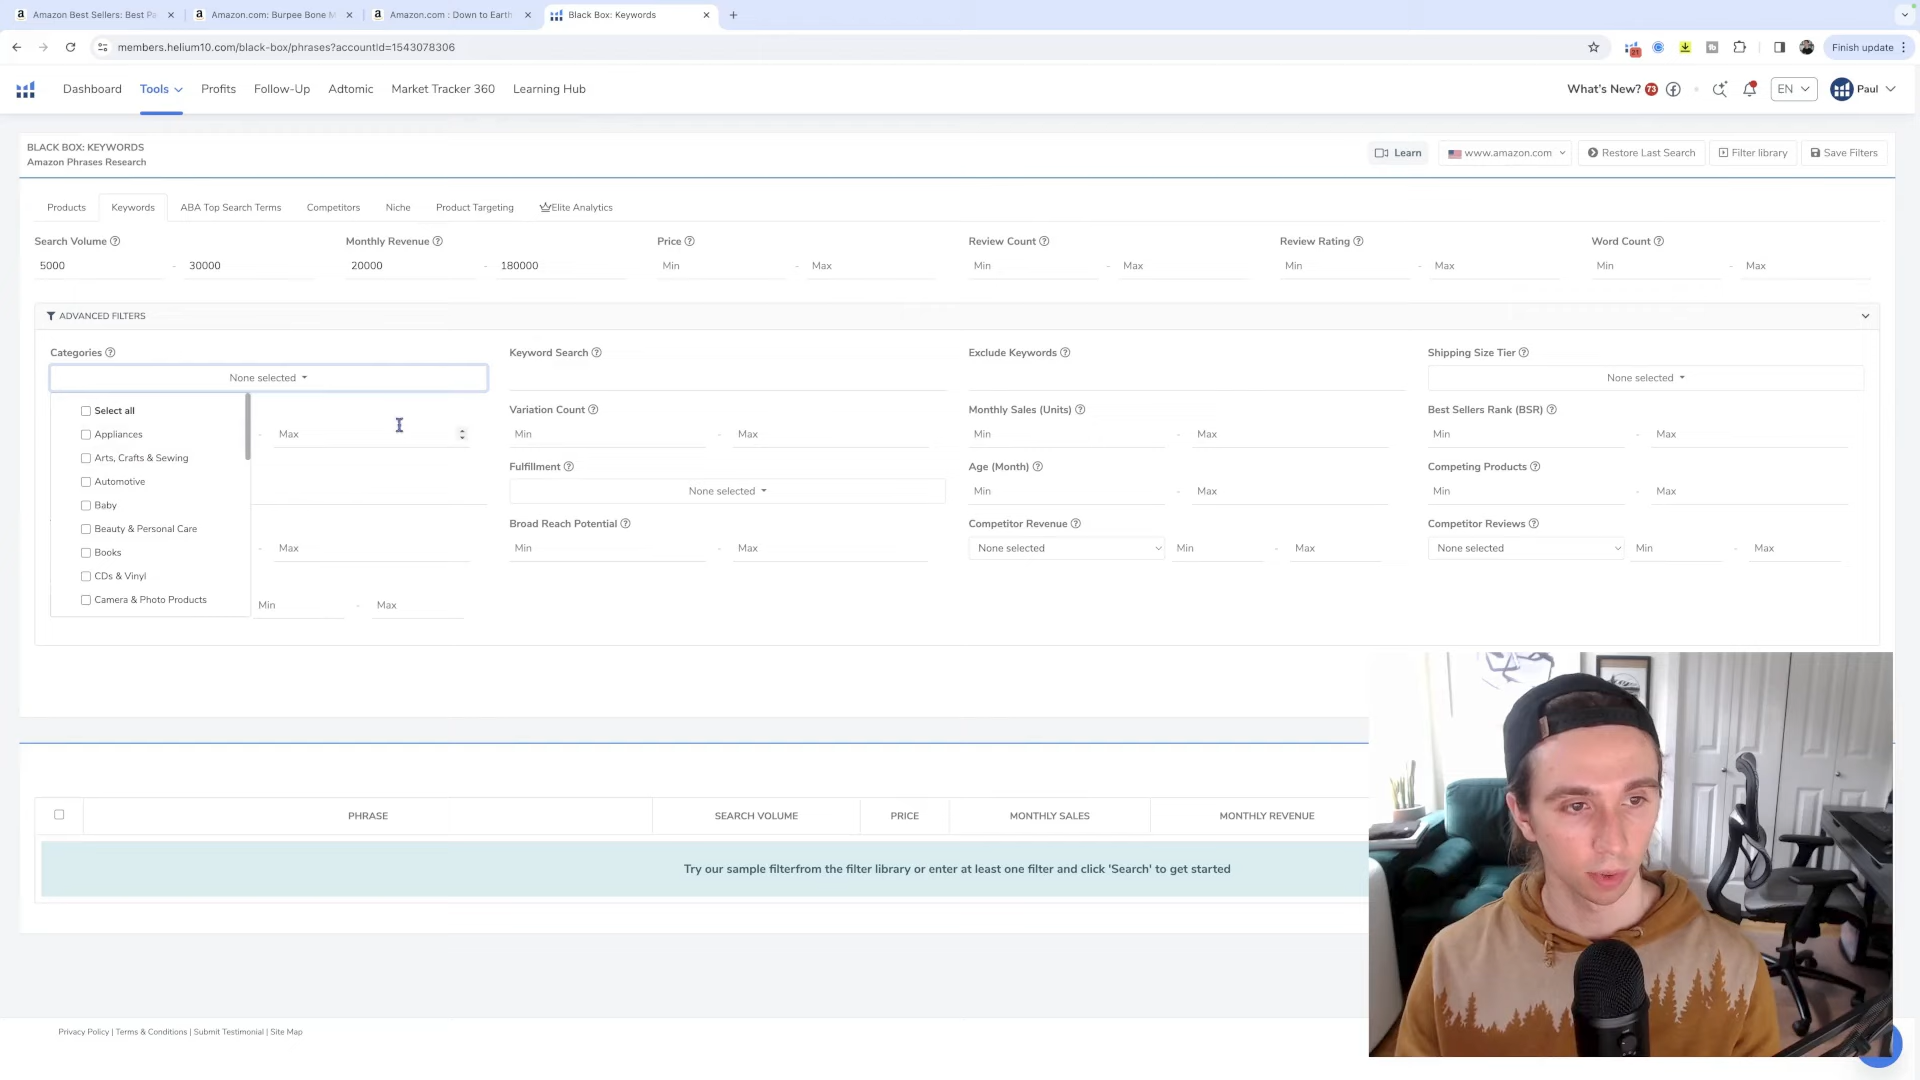 Amazon Best Sellers: Best Pa
Amazon.com: Burpee Bone M
Amazon.com : Down to Earth
Black Box: Keywords
members.helium10.com/black-box/phrases?accountId=1543078306
21
Finish update
Dashboard
Tools
Profits
Follow-Up
Adtomic
Market Tracker 360
Learning Hub
What's New? 73
EN
Paul
BLACK BOX: KEYWORDS
Amazon Phrases Research
Learn
www.amazon.com
Restore Last Search
Filter library
Save Filters
Products
Keywords
ABA Top Search Terms
Competitors
Niche
Product Targeting
Elite Analytics
Search Volume
Monthly Revenue
Price
Review Count
Review Rating
Word Count
5000 - 30000
20000 - 180000
Min - Max
Min - Max
Min - Max
Min - Max
ADVANCED FILTERS
Categories
Keyword Search
Exclude Keywords
Shipping Size Tier
None selected
None selected
Select all
Variation Count
Monthly Sales (Units)
Best Sellers Rank (BSR)
Appliances
- Max
Min - Max
Min - Max
Min - Max
Arts, Crafts & Sewing
Fulfillment
Age (Month)
Competing Products
Automotive
None selected
Min - Max
Min - Max
Baby
Beauty & Personal Care
Broad Reach Potential
Competitor Revenue
Competitor Reviews
Books
- Max
Min - Max
None selected
Min - Max
None selected
Min - Max
CDs & Vinyl
Camera & Photo Products
Min - Max
PHRASE
SEARCH VOLUME
PRICE
MONTHLY SALES
MONTHLY REVENUE
Try our sample filterfrom the filter library or enter at least one filter and click 'Search' to get started
Privacy Policy | Terms & Conditions | Submit Testimonial | Site Map